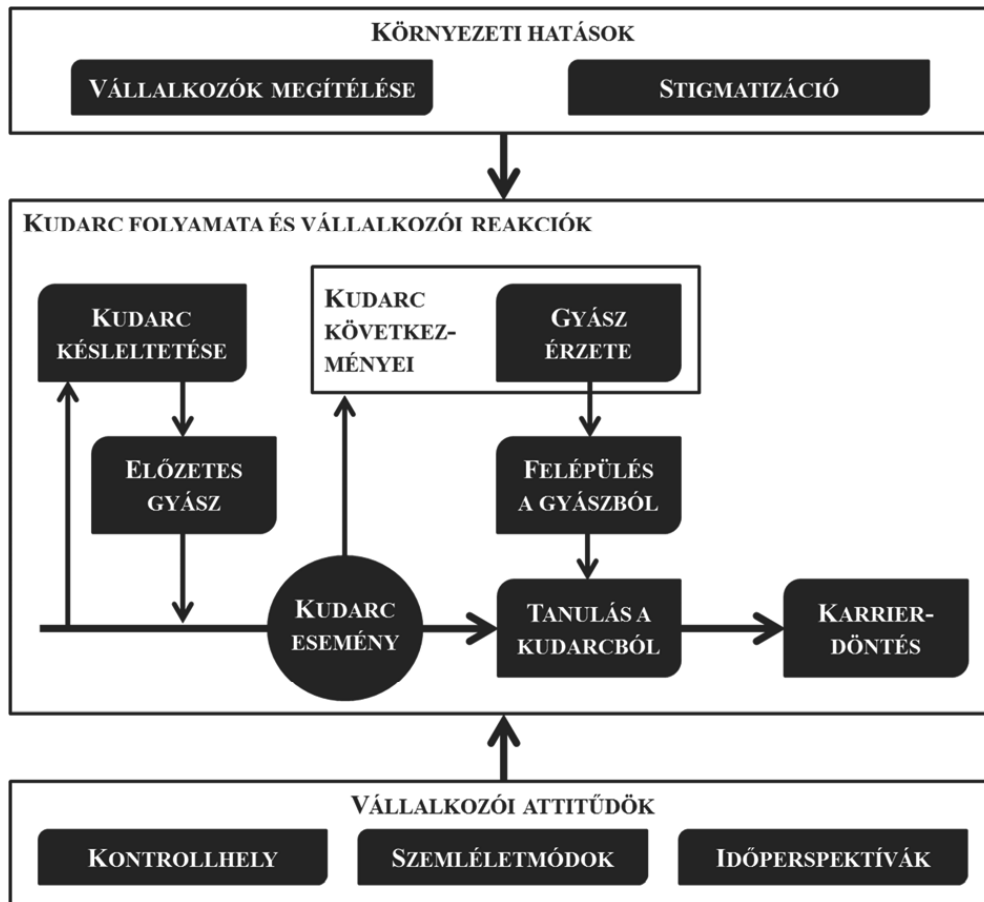 KÖRNYEZETI HATÁSOK
VÁLLALKOZÓK MEGÍTÉLÉSE
STIGMATIZÁCIÓ
KUDARC FOLYAMATA ÉS VÁLLALKOZÓI REAKCIÓK
KUDARC
KÉSLELTETÉSE
KUDARC
KÖVETKEZ-
MÉNYEI
GYÁSZ
ÉRZETE
ELŐZETES
GYÁSZ
FELÉPÜLÉS
A GYÁSZBÓL
KUDARC
ESEMÉNY
TANULÁS A
KUDARCBÓL
KARRIER-
DÖNTÉS
VÁLLALKOZÓI ATTITŰDÖK
KONTROLLHELY
SZEMLÉLETMÓDOK
IDŐPERSPEKTÍVÁK